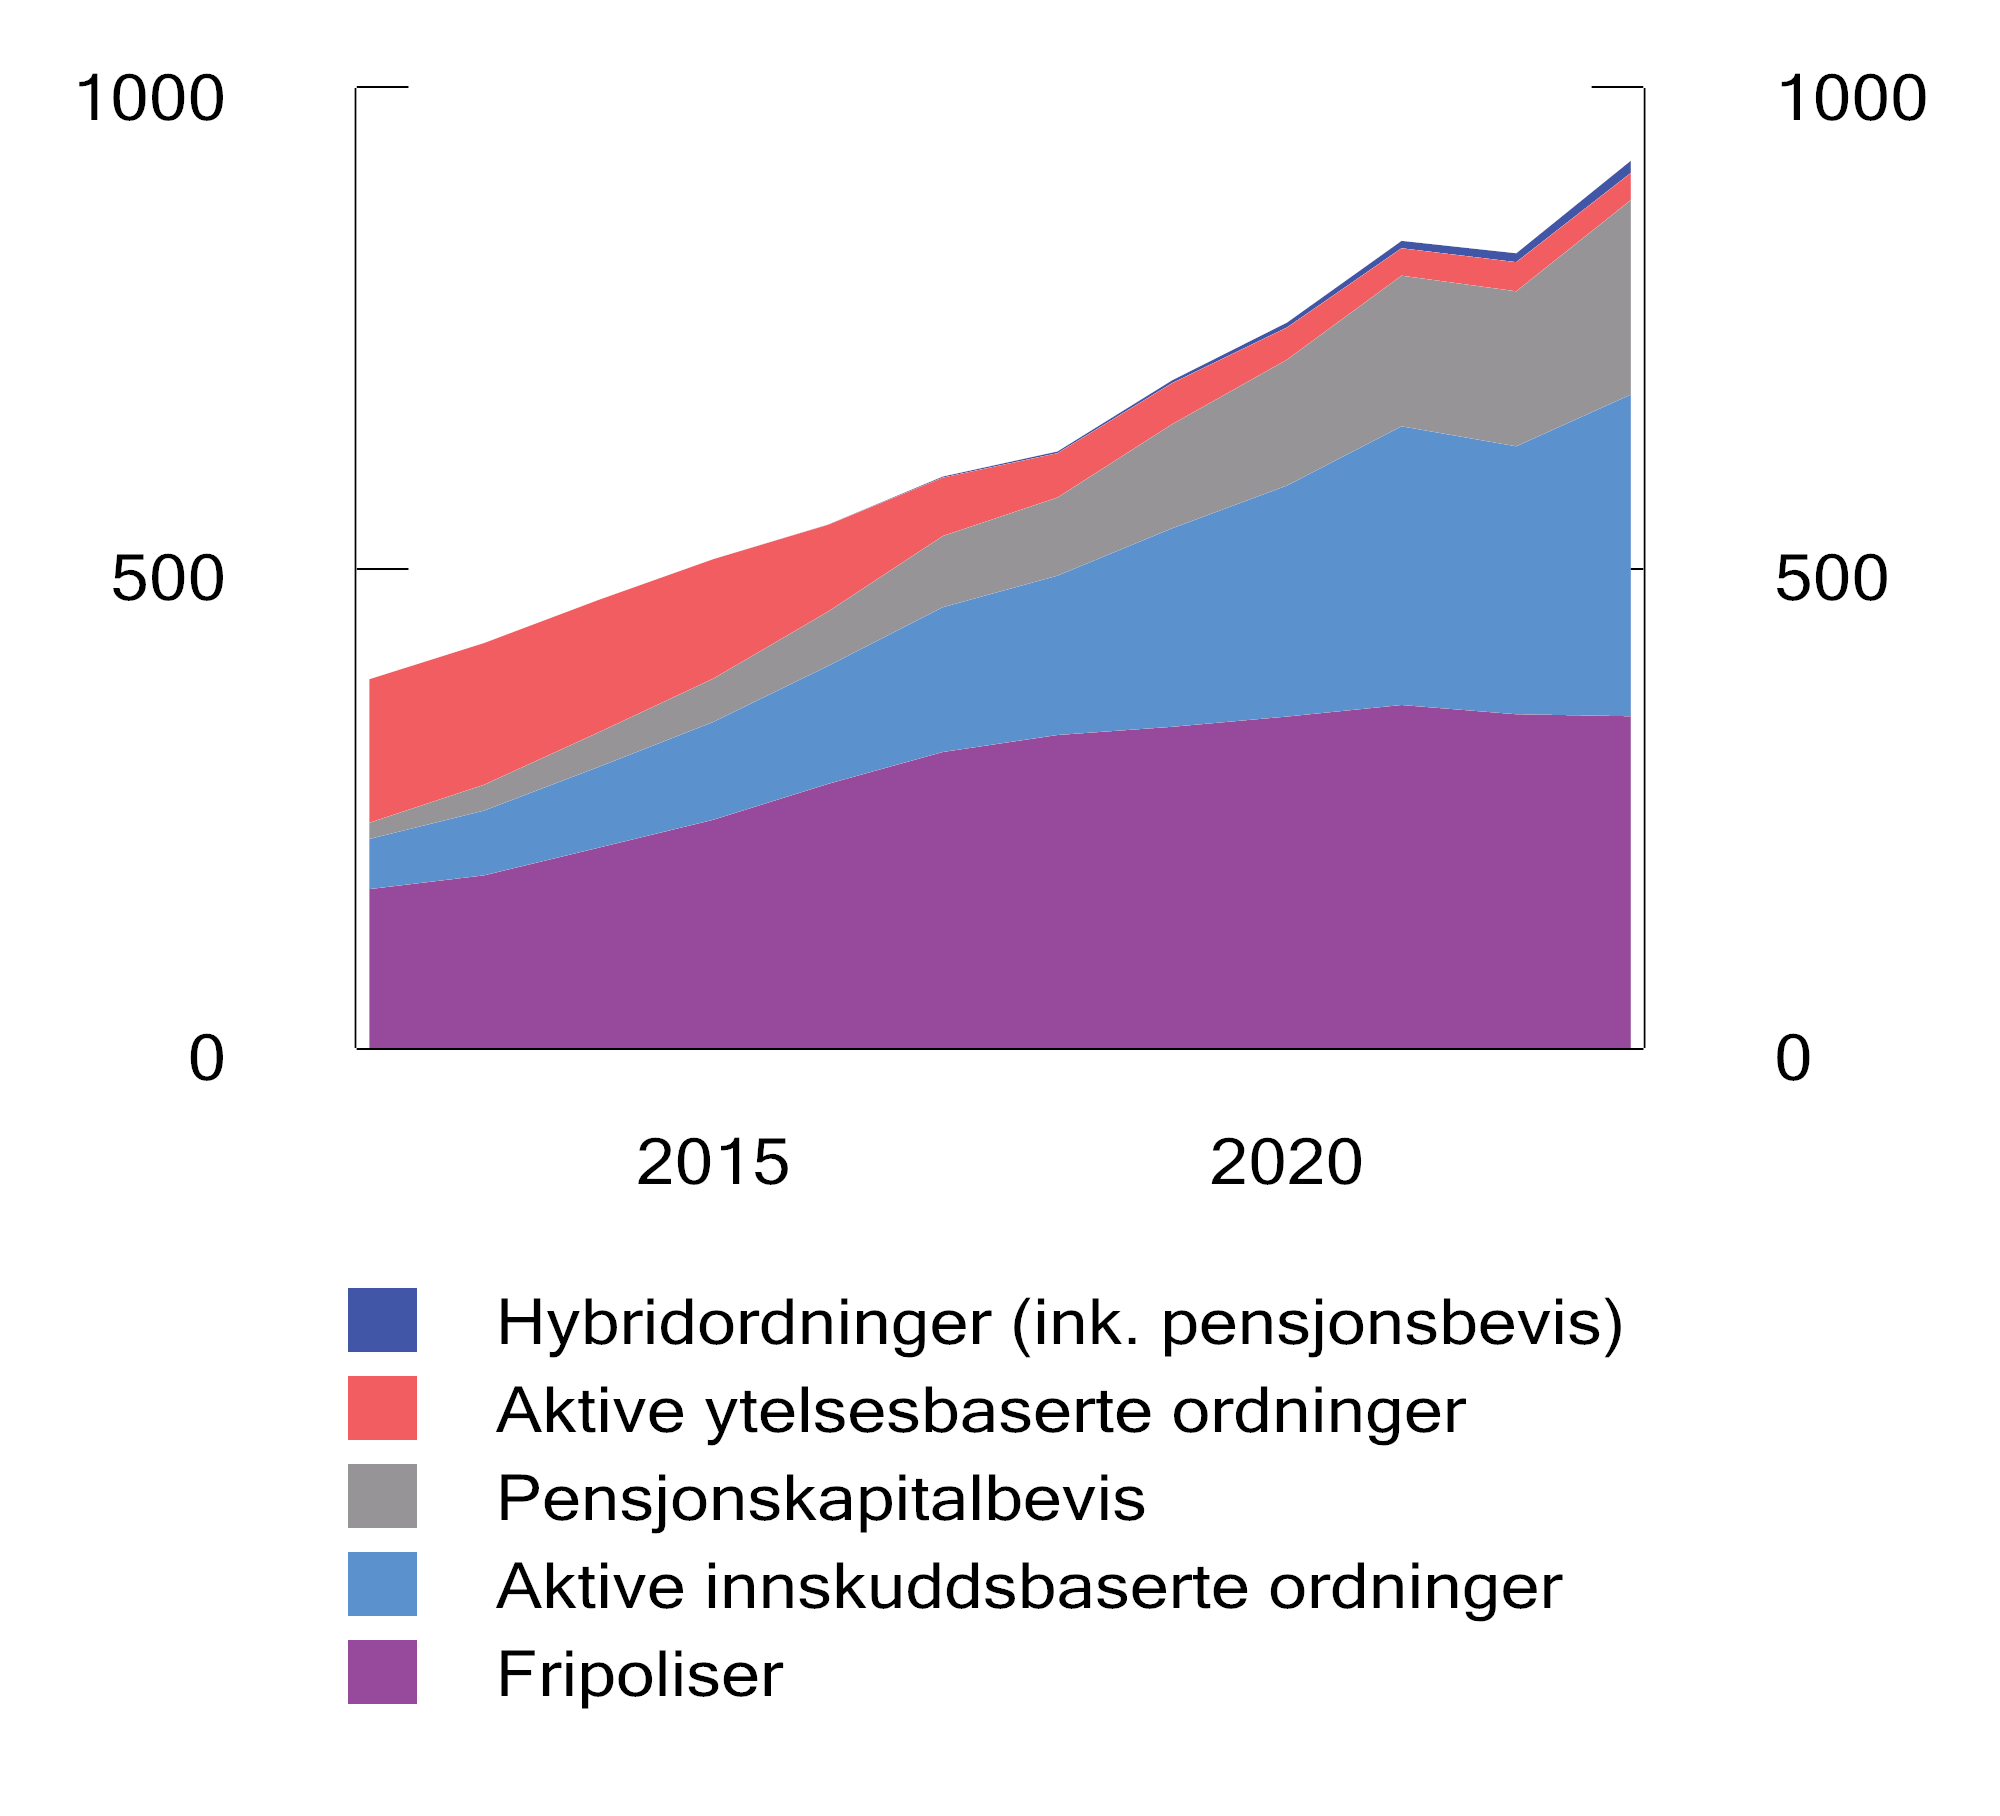 1000 1000
500 500
0 0
2015 2020
Hybridordninger (ink. pensjonsbevis)
Aktive ytelsesbaserte ordninger
Pensjonskapitalbevis
Aktive innskuddsbaserte ordninger
Fripoliser